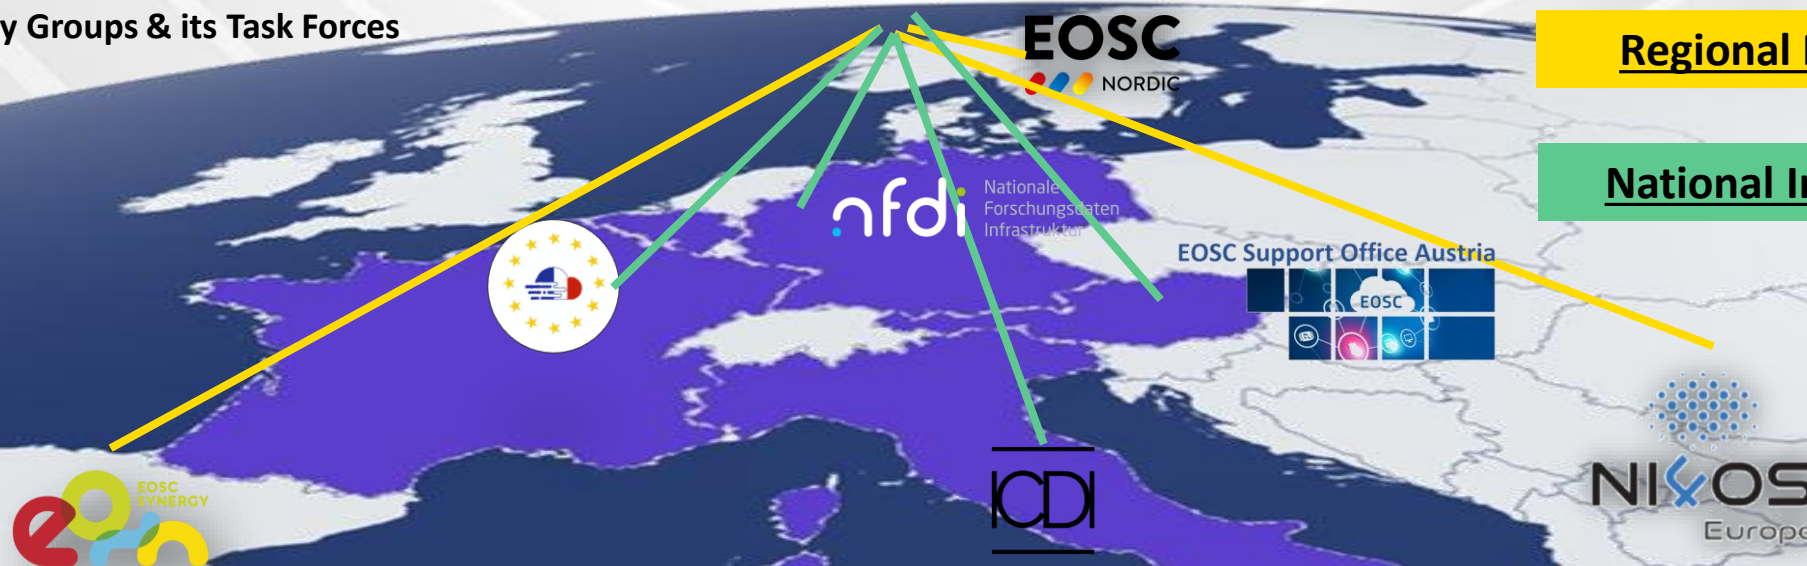 y Groups & its Task Forces
EOSC
NORDIC
Regional
National
nfdi
Nationale
Forschungsdaten
Infrastruktur
EOSC Support Office Austria
EOSC
EOSC
SYNERGY
ICDI
NI4OS
Europe